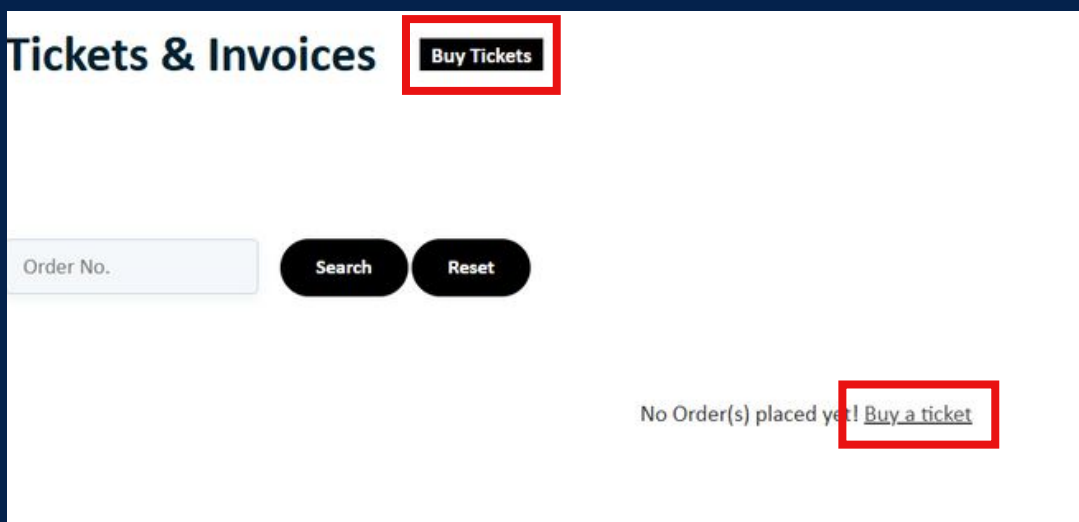 Tickets & Invoices Buy Tickets
Order No. Search Reset
No Order(s) placed yet! Buy a ticket